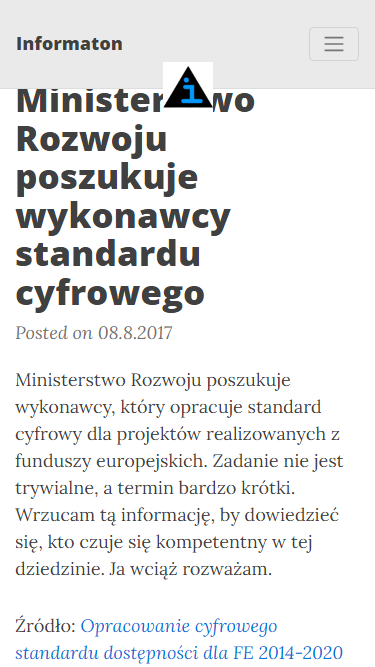 Informaton
Ministerstwo
Rozwoju
poszukuje
wykonawcy
standardu
cyfrowego
Posted on 08.8.2017
Ministerstwo Rozwoju poszukuje
wykonawcy, który opracuje standard
cyfrowy dla projektów realizowanych z
funduszy europejskich. Zadanie nie jest
trywialne, a termin bardzo krótki.
Wrzucam tą informację, by dowiedzieć
się, kto czuje się kompetentny w tej
dziedzinie. Ja wciąż rozważam.
Źródło: Opracowanie cyfrowego
standardu dostępności dla FE 2014-2020